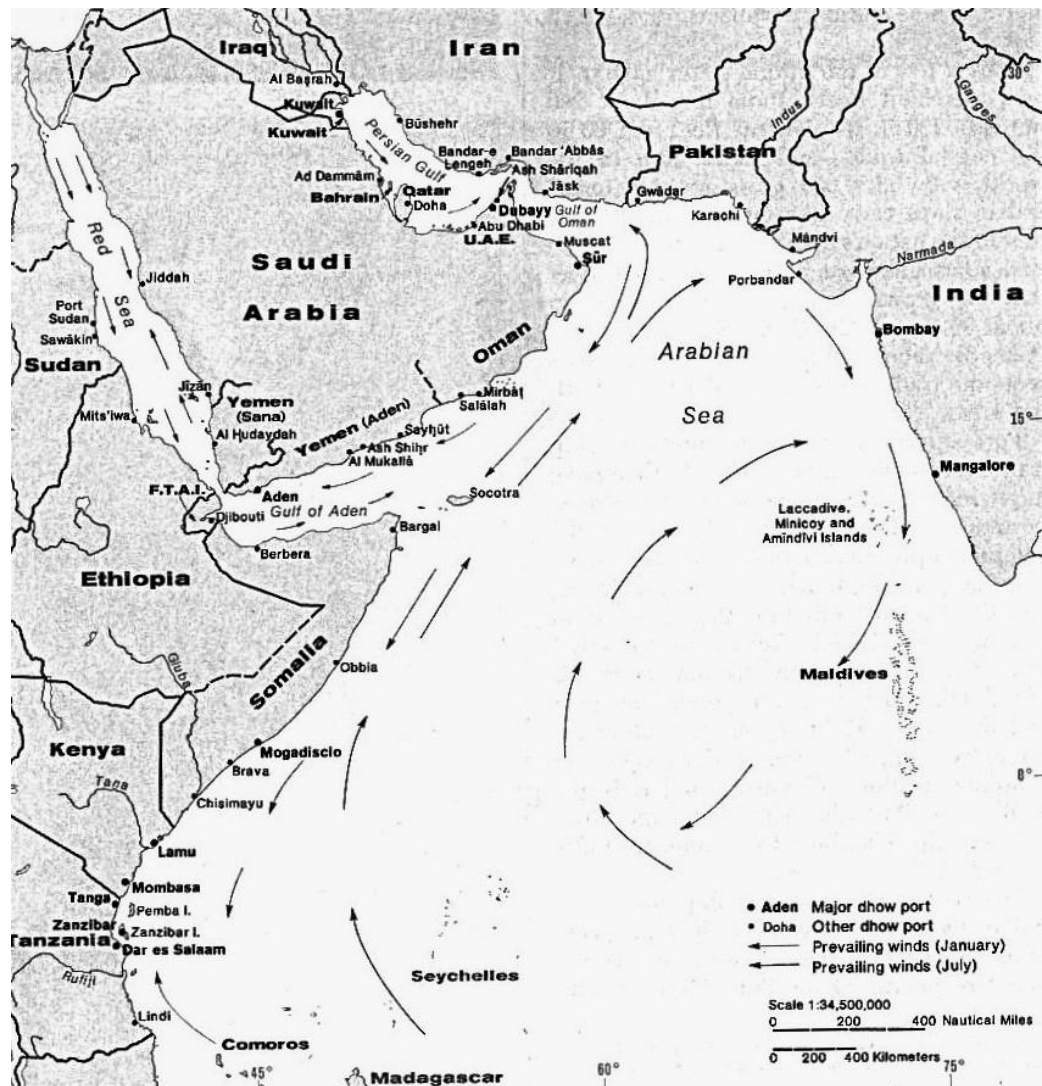 Iraq
Iran
Al Baṣrah
30°
Kuwait
Kuwait
Būshehr
Persian Gulf
Indus
Ganges
Pakistan
Bandar-e
Lengeh
Bandar 'Abbās
Ash Shāriqah
Ad Dammām
Bahrain
Qatar
Doha
Jāsk
Gwādar
Karachi
Dubayy
Gulf of
Oman
Abu Dhabi
U.A.E.
Muscat
Māndvi
Narmada
Sūr
Porbandar
Red
Sea
Saudi
Arabia
Jiddah
India
Port
Sudan
Sawākin
Sudan
Oman
Arabian
Sea
Bombay
Jīzān
Yemen
(Sana)
Mirbāṭ
Salālah
Mits'iwa
Al Ḥudaydah
Yemen (Aden)
Sayḥūt
Ash Shiḥr
Al Mukallā
15°
Mangalore
F.T.A.I.
Aden
Gulf of Aden
Socotra
Djibouti
Bargal
Berbera
Laccadive,
Minicoy and
Amindivi Islands
Ethiopia
Giuba
Somalia
Obbia
Maldives
Kenya
Tana
Mogadiscio
Brava
Chisimayu
0°
Lamu
Mombasa
Tanga
Pemba I.
Zanzibar
Zanzibar I.
Tanzania
Dar es Salaam
Rufiji
Seychelles
Lindi
Comoros
Madagascar
45°
60°
75°
Aden Major dhow port
Doha Other dhow port
Prevailing winds (January)
Prevailing winds (July)
Scale 1:34,500,000
0 200 400 Nautical Miles
0 200 400 Kilometers